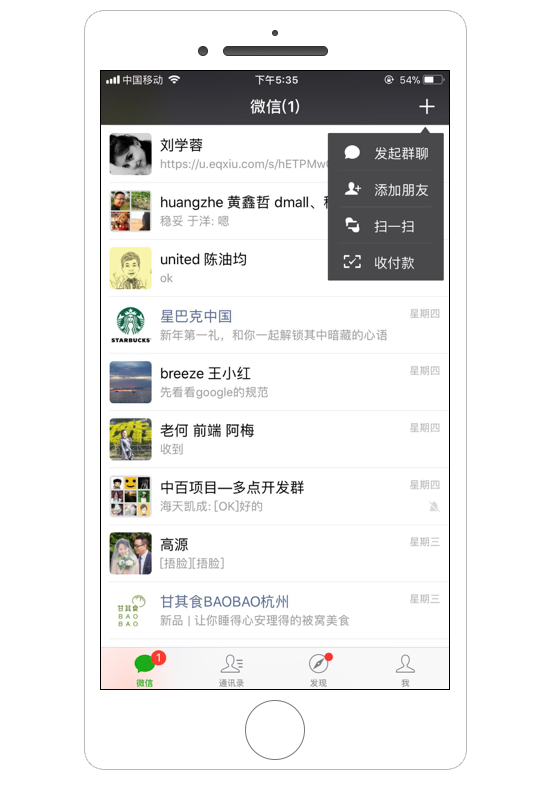 中国移动
下午5:35
54%
微信(1)
发起群聊
添加朋友
扫一扫
收付款
刘学蓉
https://u.eqxiu.com/s/hETPMw
huangzhe 黄鑫哲 dmall、
稳妥 于洋: 嗯
united 陈油均
ok
STARBUCKS
星巴克中国
星期四
新年第一礼，和你一起解锁其中暗藏的心语
breeze 王小红
星期四
先看看google的规范
老何 前端 阿梅
星期四
收到
中百项目—多点开发群
星期四
海天凯成: [OK]好的
高源
星期三
[捂脸][捂脸]
甘其食
BAO
BAO
甘其食BAOBAO杭州
星期三
新品 | 让你睡得心安理得的被窝美食
1
微信
通讯录
发现
我